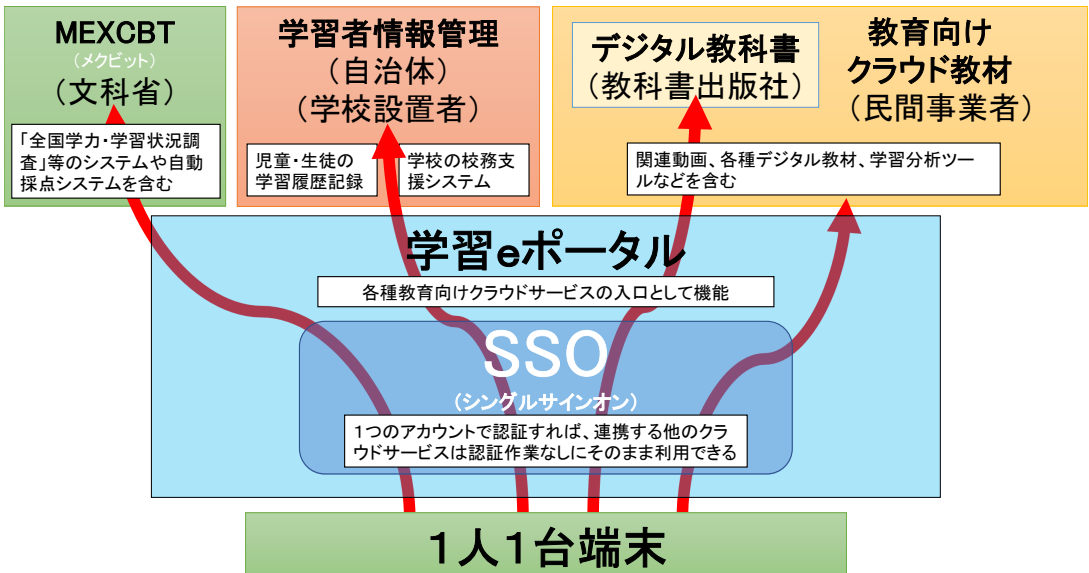 MEXCBT
（メクビット）
（文科省）
「全国学力・学習状況調
査」等のシステムや自動
採点システムを含む
学習者情報管理
（自治体）
（学校設置者）
児童・生徒の
学習履歴記録
学校の校務支
援システム
デジタル教科書
（教科書出版社）
教育向け
クラウド教材
（民間事業者）
関連動画、各種デジタル教材、学習分析ツー
ルなどを含む
学習eポータル
各種教育向けクラウドサービスの入口として機能
SSO
（シングルサインオン）
１つのアカウントで認証すれば、連携する他のクラ
ウドサービスは認証作業なしにそのまま利用できる
１人１台端末